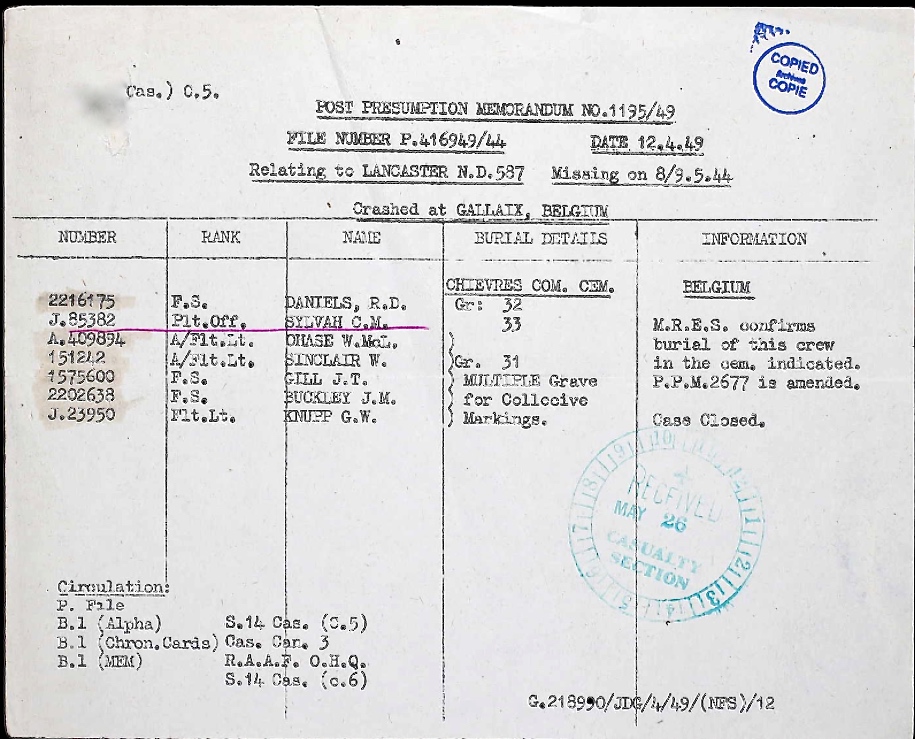 COPIED
Archives
COPIE
Cas.) C.5.
POST PRESUMPTION MEMORANDUM NO.1195/49
FILE NUMBER P.416949/44 DATE 12.4.49
Relating to LANCASTER N.D.587 Missing on 8/9.5.44
Crashed at GALLAIX, BELGIUM
NUMBER RANK NAME BURIAL DETAILS INFORMATION
CHIEVRES COM. CEM. BELGIUM
2216175 F.S. DANIELS, R.D. Gr: 32
J.85382 Plt.Off. SYLVAH C.M. 33 M.R.E.S. confirms
A.409894 A/Flt.Lt. CHASE W.McL. burial of this crew
151242 A/Flt.Lt. SINCLAIR W. Gr. 31 in the cem. indicated.
1575600 F.S. GILL J.T. MULTIPLE Grave P.P.M.2677 is amended.
2202638 F.S. BUCKLEY J.M. for Collecive
J.23950 Flt.Lt. KNUPP G.W. Markings. Case Closed.
RECEIVED
MAY 26
CASUALTY
SECTION
Circulation:
P. File
B.1 (Alpha) S.14 Cas. (C.5)
B.1 (Chron.Cards) Cas. Can. 3
B.1 (MEM) R.A.A.F. O.H.Q.
S.14 Cas. (c.6)
G.218990/JDG/4/49/(NFS)/12